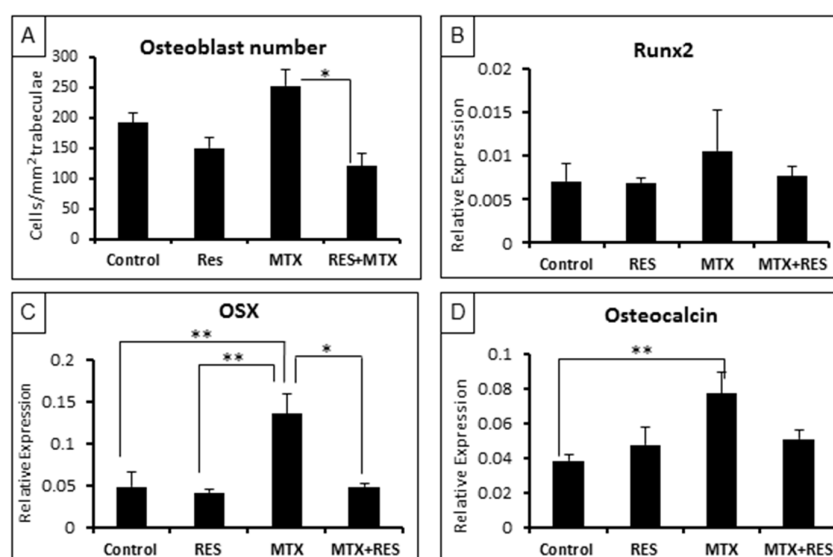 A
Osteoblast number
Cells/mm² trabeculae
300
250
200
150
100
50
0
*
Control Res MTX RES+MTX
B
Runx2
Relative Expression
0.02
0.015
0.01
0.005
0
Control RES MTX MTX+RES
C
OSX
Relative Expression
0.2
0.15
0.1
0.05
0
**
**
*
Control RES MTX MTX+RES
D
Osteocalcin
Relative Expression
0.1
0.08
0.06
0.04
0.02
0
**
Control RES MTX MTX+RES